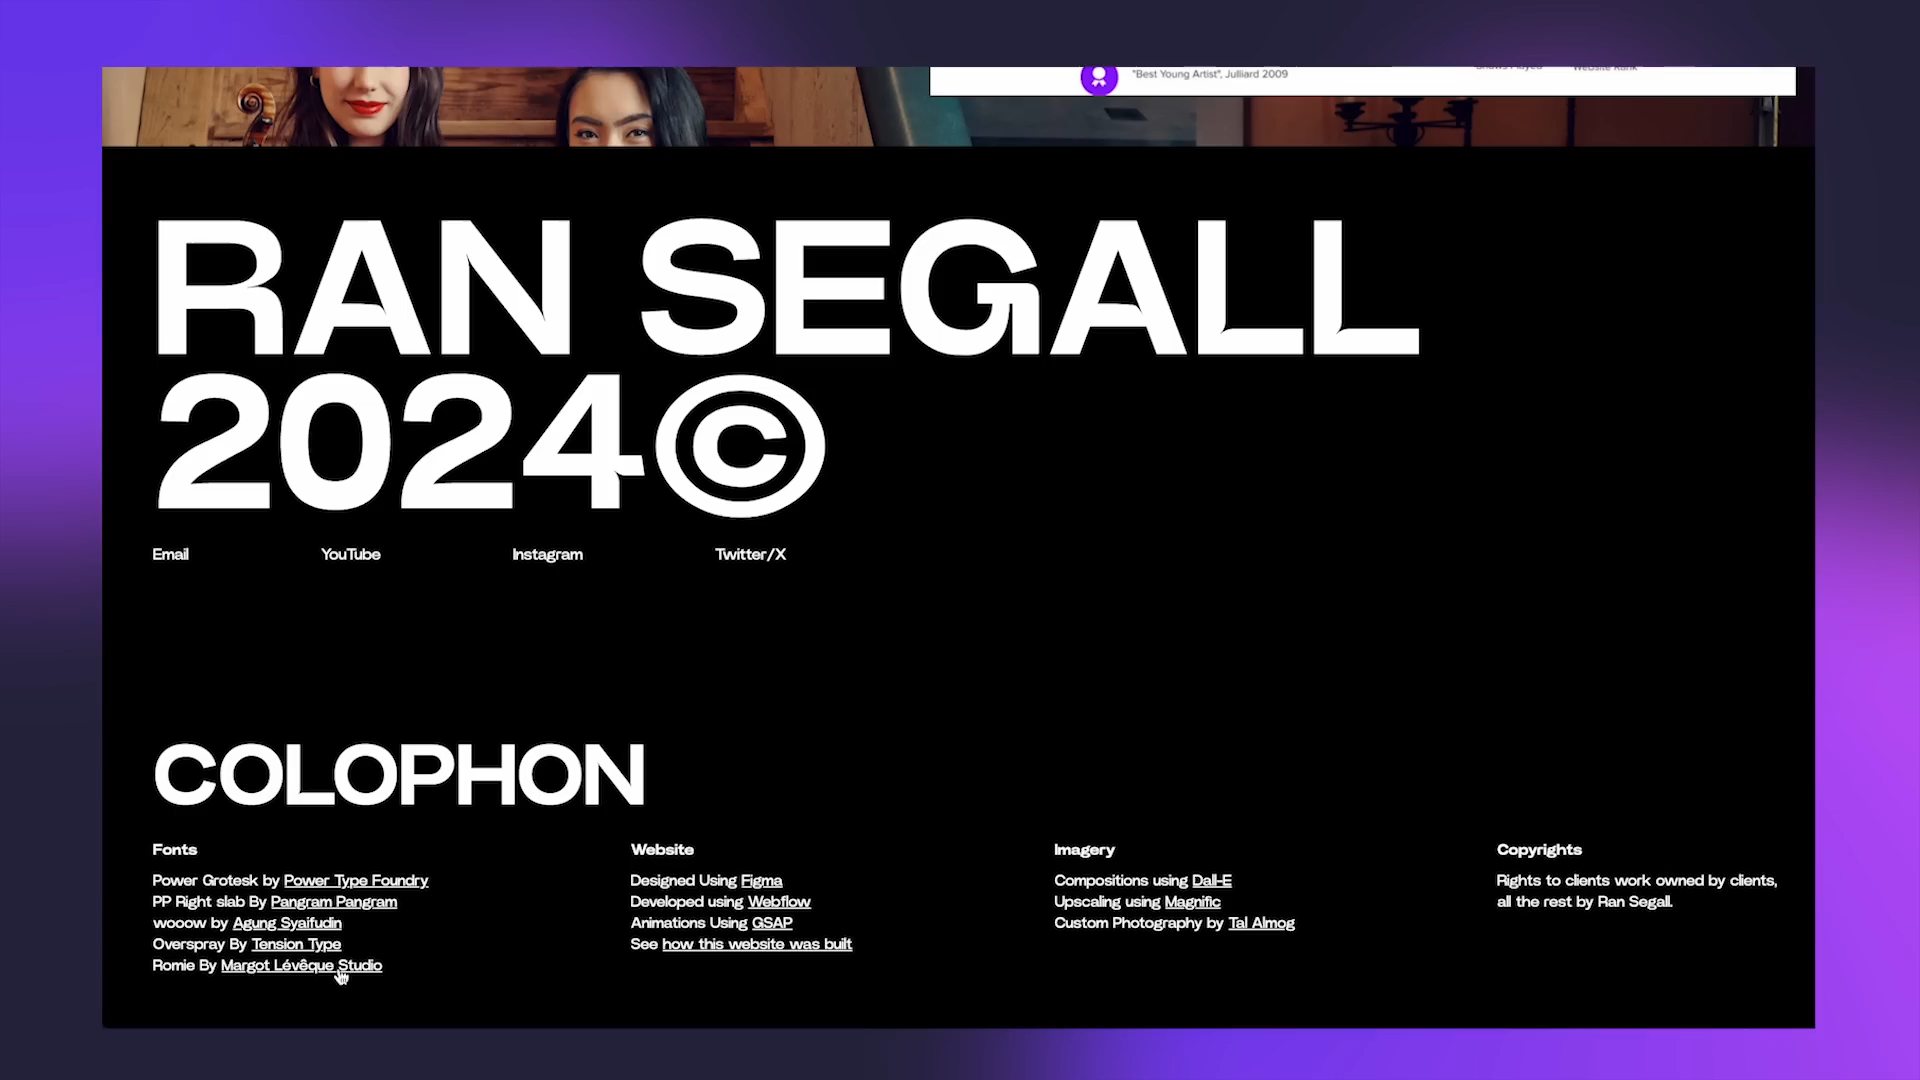 "Best Young Artist", Julliard 2009
Shows Played
Website Rank
RAN SEGALL
2024©
Email
YouTube
Instagram
Twitter/X
COLOPHON
Fonts
Power Grotesk by Power Type Foundry
PP Right slab By Pangram Pangram
wooow by Agung Syaifudin
Overspray By Tension Type
Romie By Margot Lévêque Studio
Website
Designed Using Figma
Developed using Webflow
Animations Using GSAP
See how this website was built
Imagery
Compositions using Dall-E
Upscaling using Magnific
Custom Photography by Tal Almog
Copyrights
Rights to clients work owned by clients,
all the rest by Ran Segall.